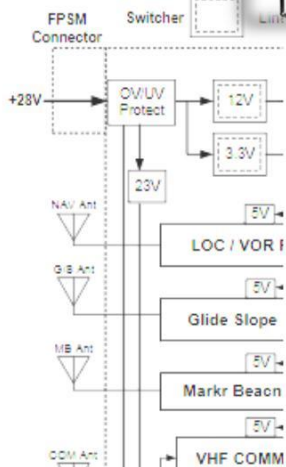 FPSM
Connector
Switcher
+28V
OV/UV
Protect
12V
3.3V
23V
NAV Ant
5V
LOC / VOR
G/S Ant
5V
Glide Slope
MB Ant
5V
Markr Beacn
5V
COM Ant
VHF COMM